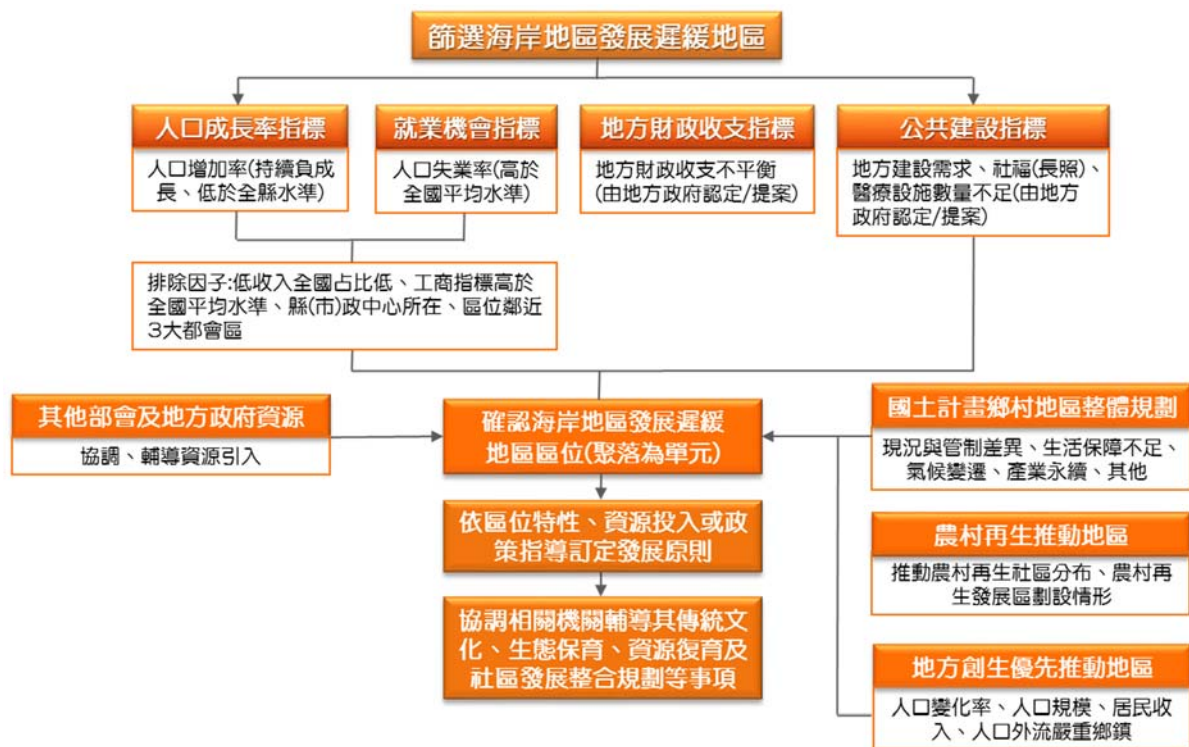 篩選海岸地區發展遲緩地區
人口成長率指標
人口增加率(持續負成
長、低於全縣水準)
就業機會指標
人口失業率(高於
全國平均水準)
地方財政收支指標
地方財政收支不平衡
(由地方政府認定/提案)
公共建設指標
地方建設需求、社福(長照)、
醫療設施數量不足(由地方
政府認定/提案)
排除因子:低收入全國占比低、工商指標高於
全國平均水準、縣(市)政中心所在、區位鄰近
3大都會區
其他部會及地方政府資源
協調、輔導資源引入
確認海岸地區發展遲緩
地區區位(聚落為單元)
國土計畫鄉村地區整體規劃
現況與管制差異、生活保障不足、
氣候變遷、產業永續、其他
依區位特性、資源投入或政
策指導訂定發展原則
農村再生推動地區
推動農村再生社區分布、農村再
生發展區劃設情形
協調相關機關輔導其傳統文
化、生態保育、資源復育及
社區發展整合規劃等事項
地方創生優先推動地區
人口變化率、人口規模、居民收
入、人口外流嚴重鄉鎮